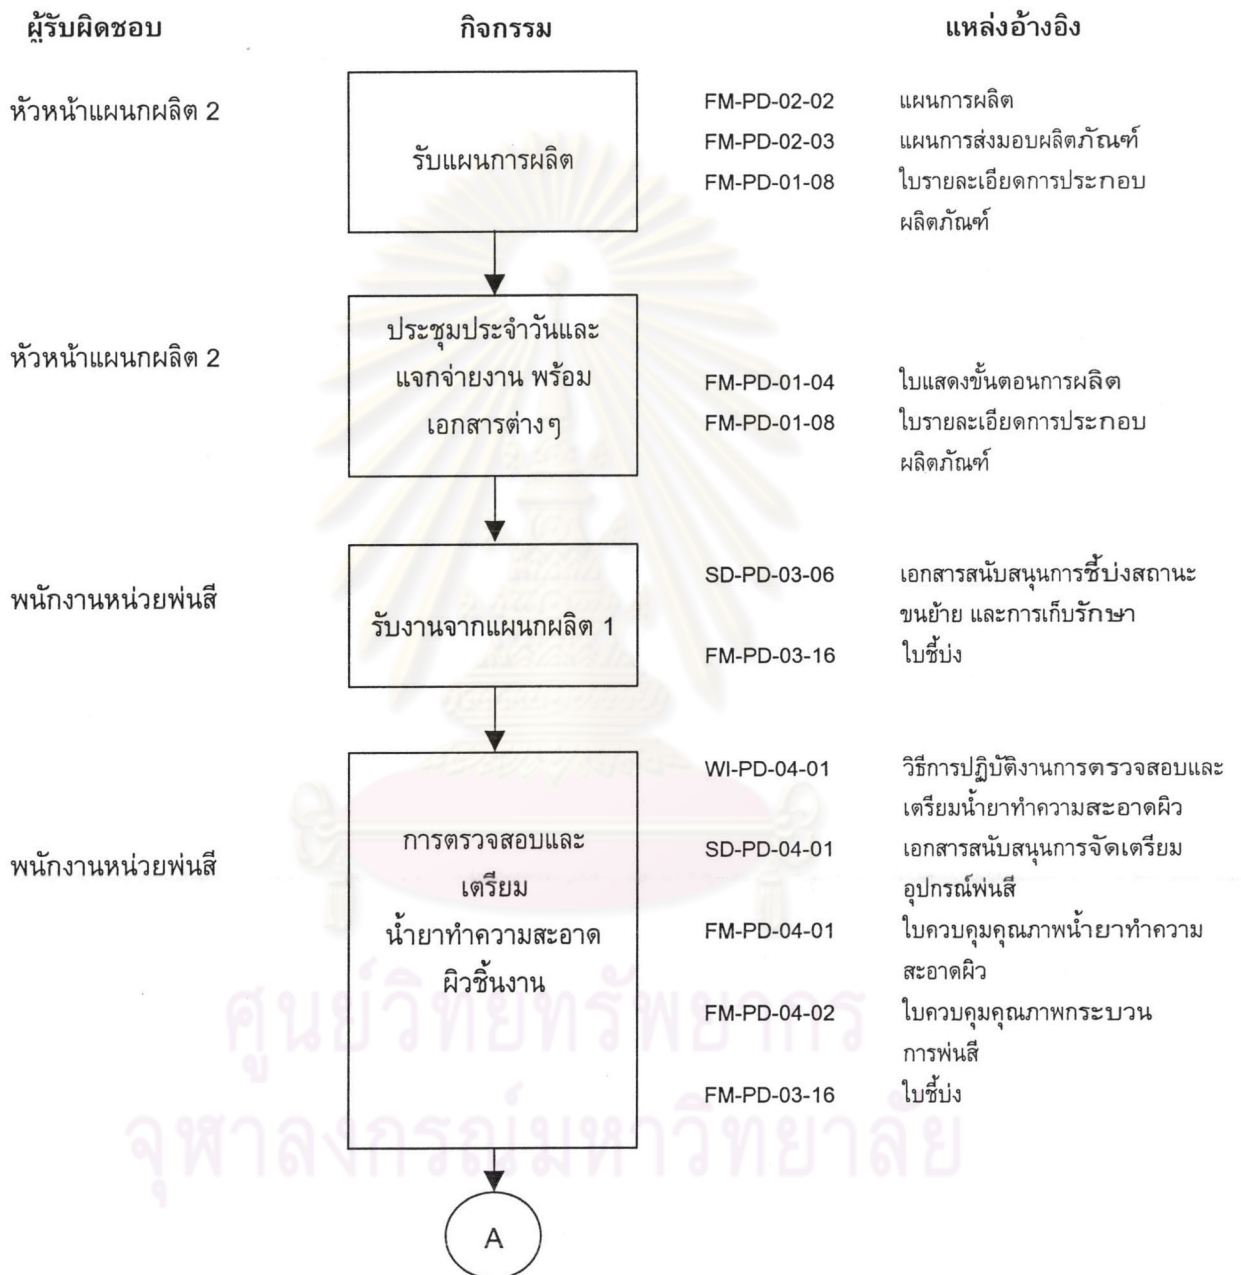 ผู้รับผิดชอบ กิจกรรม แหล่งอ้างอิง
หัวหน้าแผนกผลิต 2
รับแผนการผลิต
FM-PD-02-02 แผนการผลิต
FM-PD-02-03 แผนการส่งมอบผลิตภัณฑ์
FM-PD-01-08 ใบรายละเอียดการประกอบ
ผลิตภัณฑ์
หัวหน้าแผนกผลิต 2
ประชุมประจำวันและ
แจกจ่ายงาน พร้อม
เอกสารต่างๆ
FM-PD-01-04 ใบแสดงขั้นตอนการผลิต
FM-PD-01-08 ใบรายละเอียดการประกอบ
ผลิตภัณฑ์
พนักงานหน่วยพ่นสี
รับงานจากแผนกผลิต 1
SD-PD-03-06 เอกสารสนับสนุนการชี้บ่งสถานะ
ขนย้าย และการเก็บรักษา
FM-PD-03-16 ใบชี้บ่ง
พนักงานหน่วยพ่นสี
การตรวจสอบและ
เตรียม
น้ำยาทำความสะอาด
ผิวชิ้นงาน
WI-PD-04-01 วิธีการปฏิบัติงานการตรวจสอบและ
เตรียมน้ำยาทำความสะอาดผิว
SD-PD-04-01 เอกสารสนับสนุนการจัดเตรียม
อุปกรณ์พ่นสี
FM-PD-04-01 ใบควบคุมคุณภาพน้ำยาทำความ
สะอาดผิว
FM-PD-04-02 ใบควบคุมคุณภาพกระบวน
การพ่นสี
FM-PD-03-16 ใบชี้บ่ง
ศูนย์วิทยทรัพยากร
จุฬาลงกรณ์มหาวิทยาลัย
A